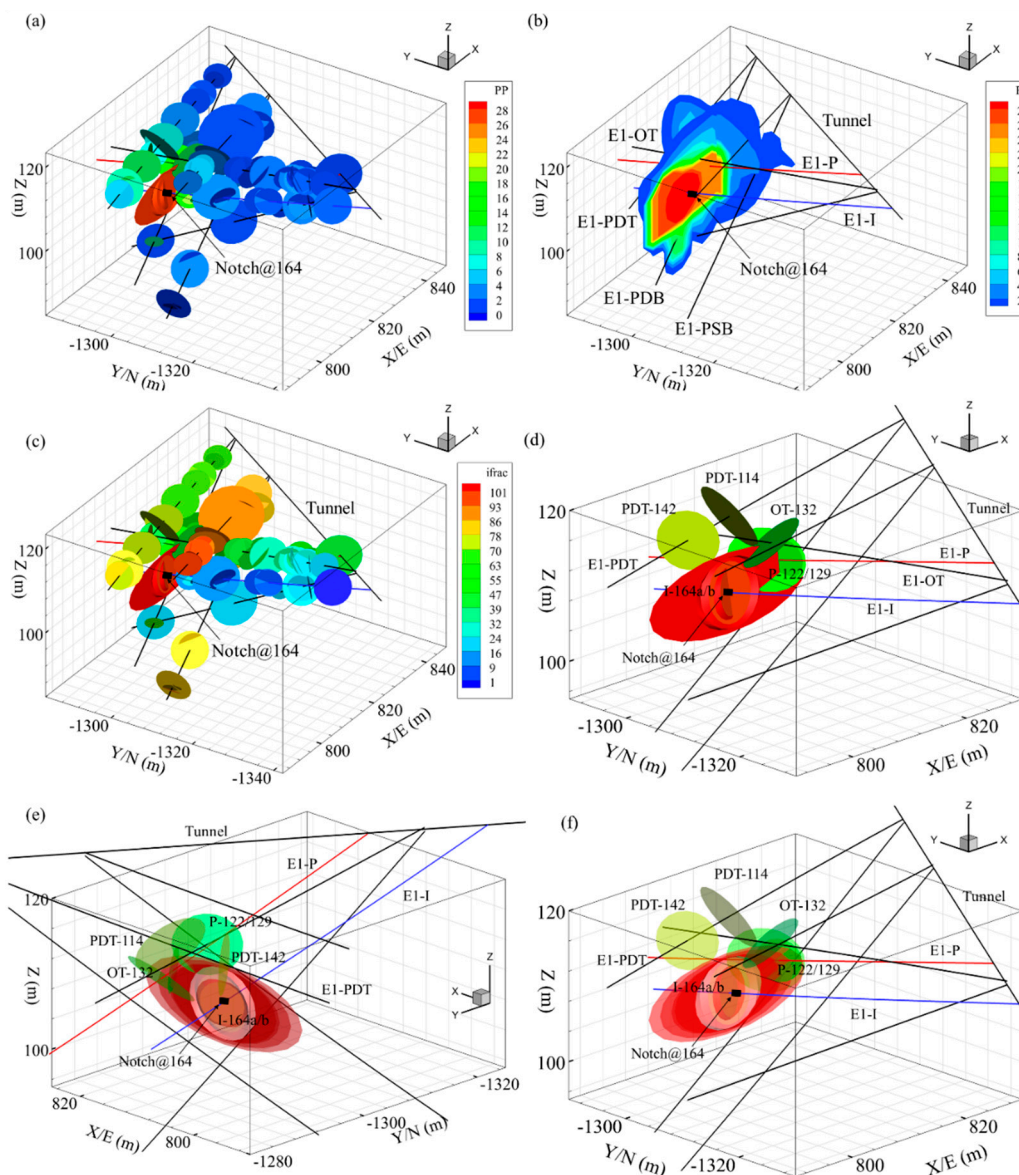 (a)
Z
Y
X
PP
28
26
24
22
20
18
16
14
12
10
8
6
4
2
0
120
100
Z (m)
Notch@164
-1300
-1320
Y/N (m)
800
820
840
X/E (m)
(b)
Z
Y
X
Tunnel
E1-OT
E1-P
E1-I
E1-PDT
E1-PDB
E1-PSB
Notch@164
120
100
Z (m)
-1300
-1320
Y/N (m)
800
820
840
X/E (m)
8
(c)
Z
Y
X
Tunnel
ifrac
101
93
86
78
70
63
55
47
39
32
24
16
9
1
120
100
Z (m)
Notch@164
-1300
-1320
-1340
Y/N (m)
800
820
840
X/E (m)
(d)
Z
Y
X
PDT-114
PDT-142
OT-132
Tunnel
E1-PDT
E1-P
P-122/129
E1-OT
I-164a/b
E1-I
Notch@164
120
100
Z (m)
-1300
-1320
Y/N (m)
800
820
X/E (m)
(e)
Tunnel
E1-P
E1-I
P-122/129
PDT-114
PDT-142
OT-132
E1-PDT
I-164a/b
Notch@164
Z
X
Y
120
100
Z (m)
820
800
X/E (m)
-1280
-1300
-1320
Y/N (m)
(f)
Z
Y
X
PDT-114
PDT-142
OT-132
Tunnel
E1-PDT
E1-P
P-122/129
I-164a/b
E1-I
Notch@164
120
100
Z (m)
-1300
-1320
Y/N (m)
800
820
X/E (m)